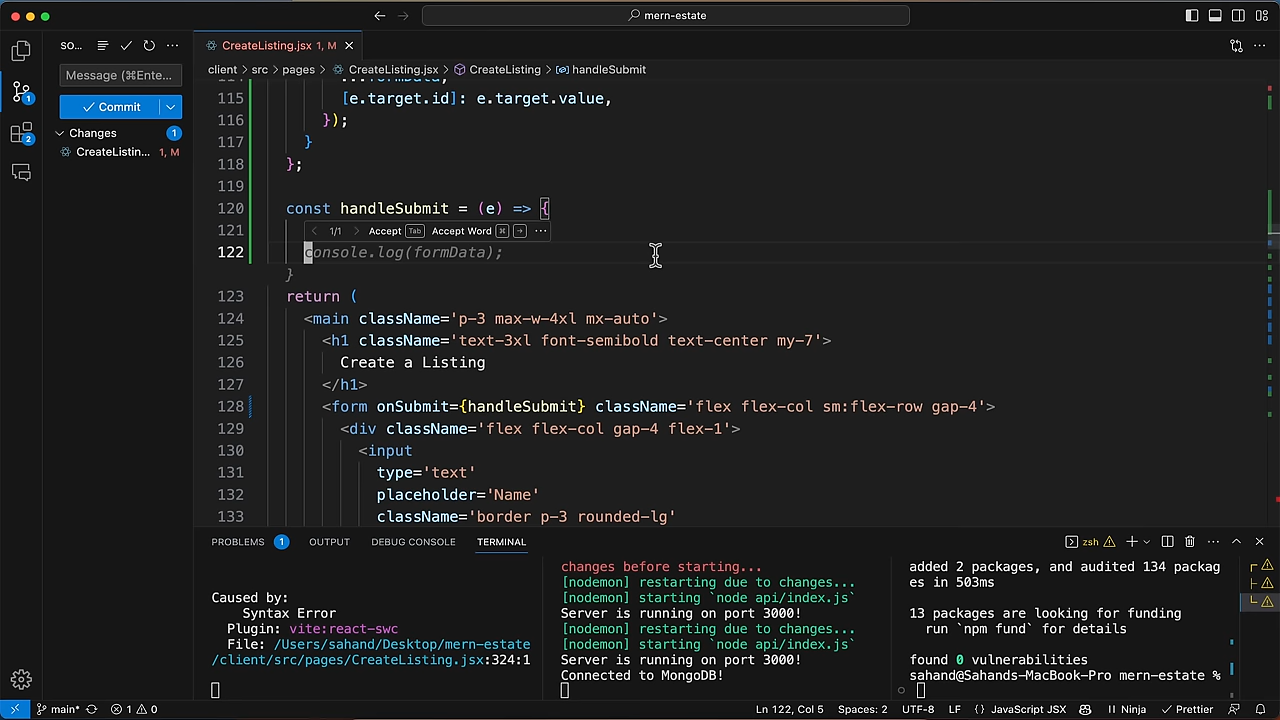 mern-estate
SO...
CreateListing.jsx 1, M
Message (⌘Ente...
client > src > pages > CreateListing.jsx > CreateListing > handleSubmit
Commit
Changes 1
CreateListin... 1, M
1
2
...formData,
115 [e.target.id]: e.target.value,
116 });
117 }
118 };
119
120 const handleSubmit = (e) => {
121
1/1 Accept Tab Accept Word ⌘ → ...
122 console.log(formData);
}
123 return (
124 <main className='p-3 max-w-4xl mx-auto'>
125 <h1 className='text-3xl font-semibold text-center my-7'>
126 Create a Listing
127 </h1>
128 <form onSubmit={handleSubmit} className='flex flex-col sm:flex-row gap-4'>
129 <div className='flex flex-col gap-4 flex-1'>
130 <input
131 type='text'
132 placeholder='Name'
133 className='border p-3 rounded-lg'
PROBLEMS 1 OUTPUT DEBUG CONSOLE TERMINAL
zsh
Caused by:
Syntax Error
Plugin: vite:react-swc
File: /Users/sahand/Desktop/mern-estate
/client/src/pages/CreateListing.jsx:324:1
changes before starting...
[nodemon] restarting due to changes...
[nodemon] starting `node api/index.js`
Server is running on port 3000!
[nodemon] restarting due to changes...
[nodemon] starting `node api/index.js`
Server is running on port 3000!
Connected to MongoDB!
added 2 packages, and audited 134 packag
es in 503ms
13 packages are looking for funding
run `npm fund` for details
found 0 vulnerabilities
sahand@Sahands-MacBook-Pro mern-estate %
main* 1 0
Ln 122, Col 5 Spaces: 2 UTF-8 LF {} JavaScript JSX Ninja Prettier